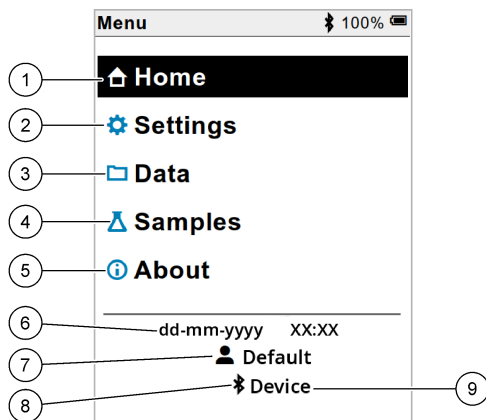 Menu 100%
1 Home
2 Settings
3 Data
4 Samples
5 About
6 dd-mm-yyyy XX:XX
7 Default
8 Device 9